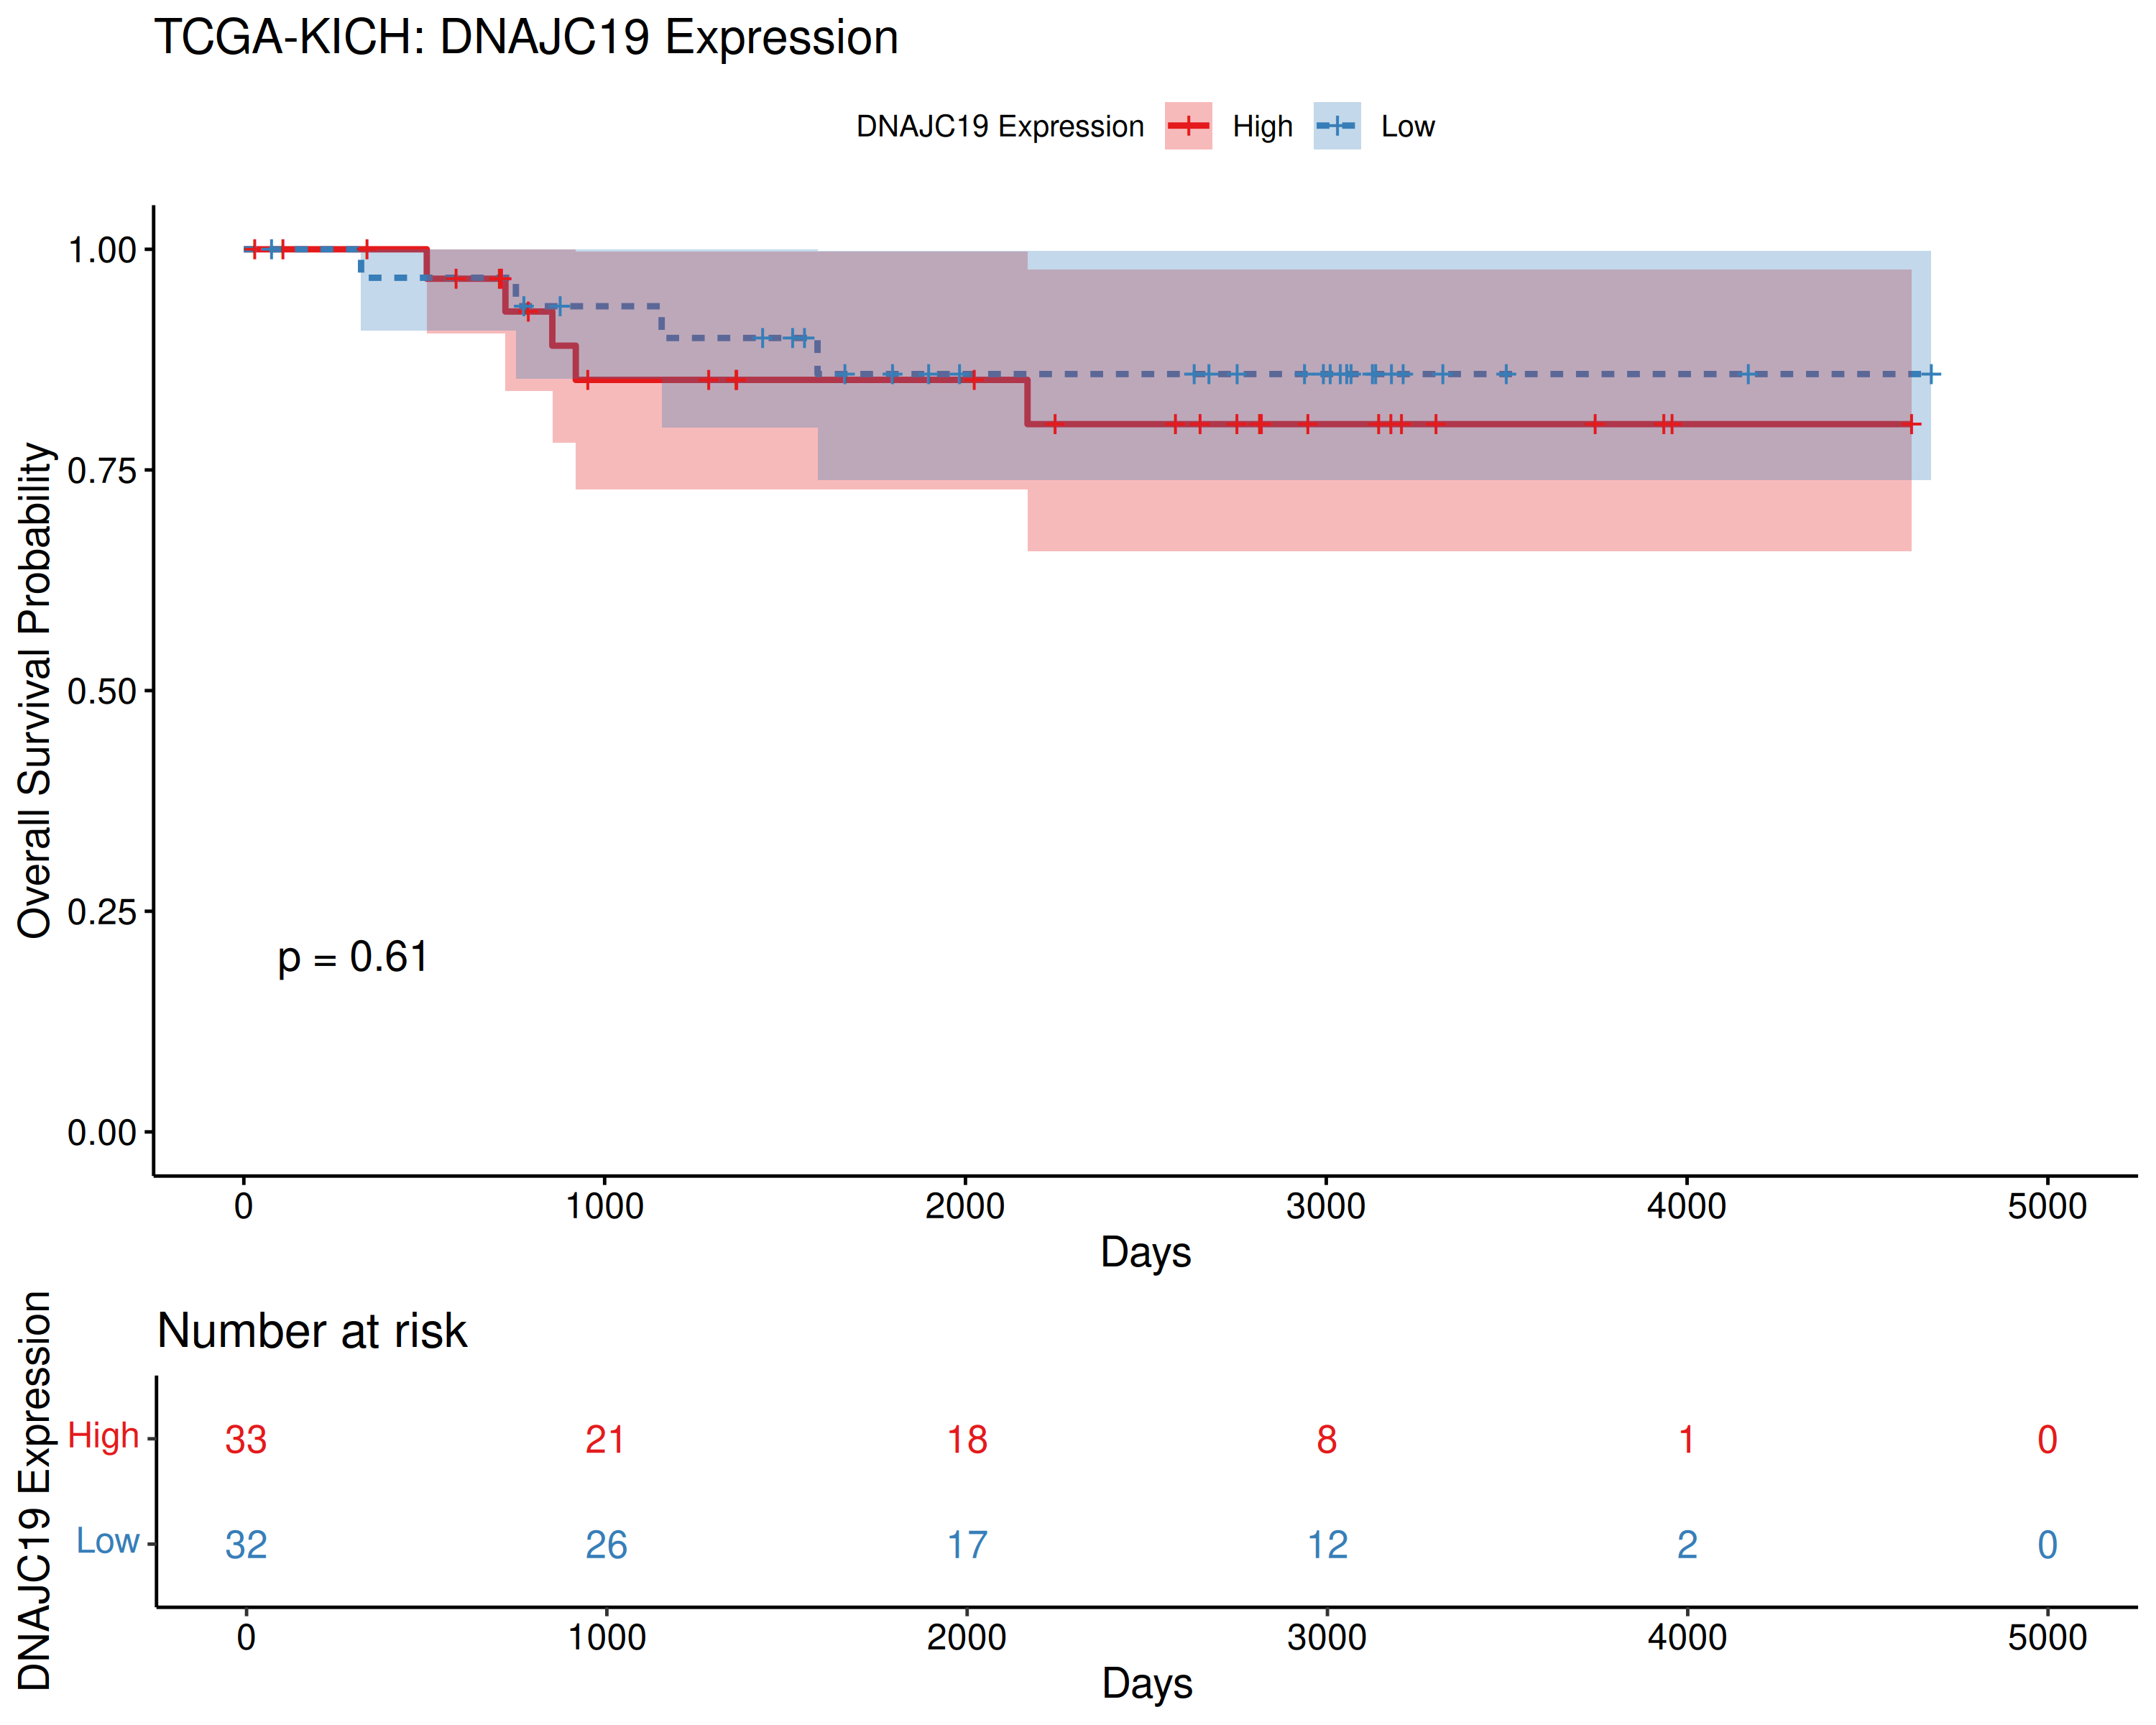 TCGA-KICH: DNAJC19 Expression
DNAJC19 Expression High Low
Overall Survival Probability
1.00
0.75
0.50
0.25
0.00
p = 0.61
0 1000 2000 3000 4000 5000
Days
Number at risk
DNAJC19 Expression
High 33 21 18 8 1 0
Low 32 26 17 12 2 0
0 1000 2000 3000 4000 5000
Days